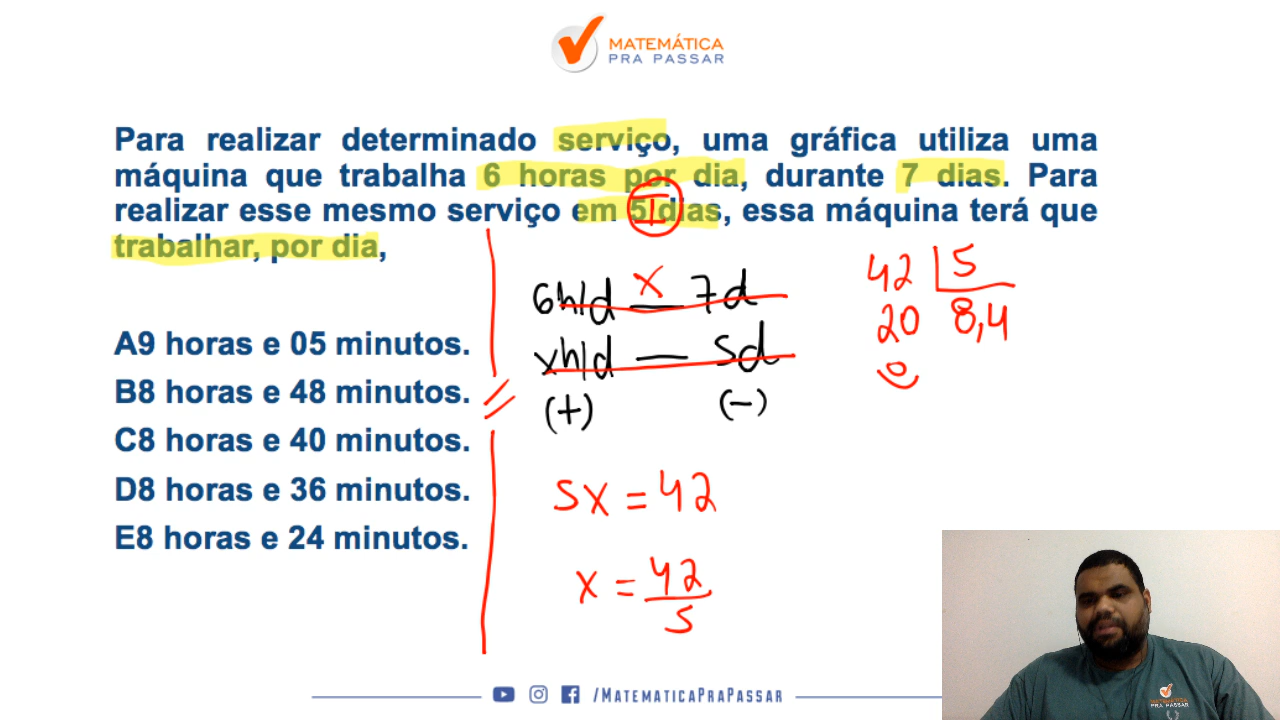 MATEMÁTICA
PRA PASSAR
Para realizar determinado serviço, uma gráfica utiliza uma
máquina que trabalha 6 horas por dia, durante 7 dias. Para
realizar esse mesmo serviço em 5 dias, essa máquina terá que
trabalhar, por dia,
I
A9 horas e 05 minutos.
B8 horas e 48 minutos.
C8 horas e 40 minutos.
D8 horas e 36 minutos.
E8 horas e 24 minutos.
6h/d x 7d
xh/d — 5d
(+) (-)
5x = 42
x = 42/5
42 5
20 8,4
0
/MATEMATICAPRAPASSAR
MATEMÁTICA
PRA PASSAR